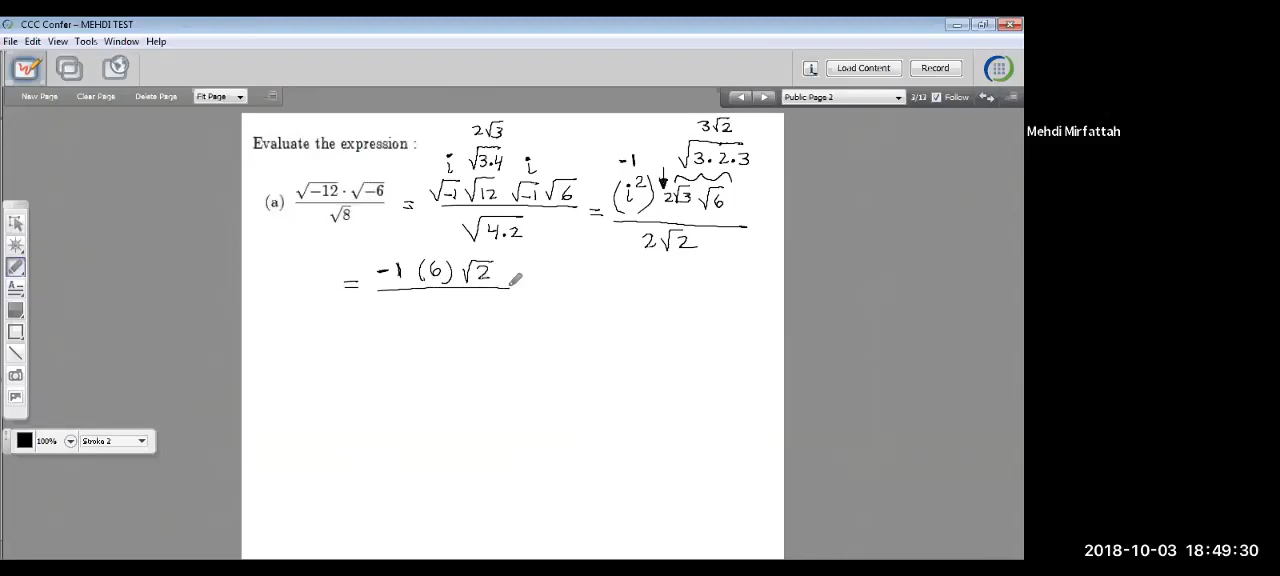 CCC Confer – MEHDI TEST
File Edit View Tools Window Help
Load Content Record
New Page Clear Page Delete Page Fit Page Public Page 2 3/13 Follow
Mehdi Mirfattah
Evaluate the expression :
2√3 3√2
i √3·4 i -1 √3·2·3
(a) √−12 · √−6 / √8 = √-1 √12 √-1 √6 / √4·2 = (i²) 2√3 √6 / 2√2
= -1 (6) √2
100% Stroke 2
2018-10-03 18:49:30